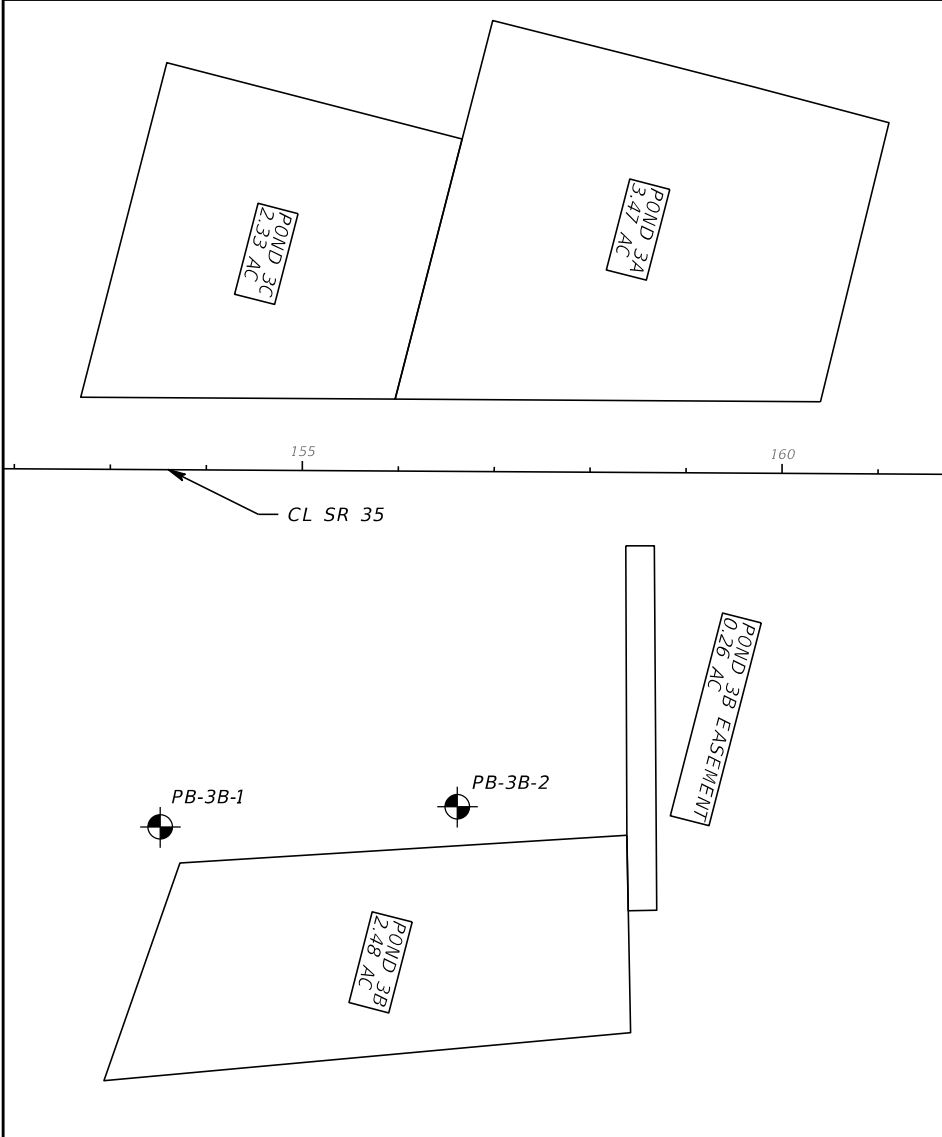 POND 3C
2.33 AC
POND 3A
3.47 AC
155
160
CL SR 35
POND 3B EASEMENT
0.26 AC
PB-3B-1
PB-3B-2
POND 3B
2.48 AC